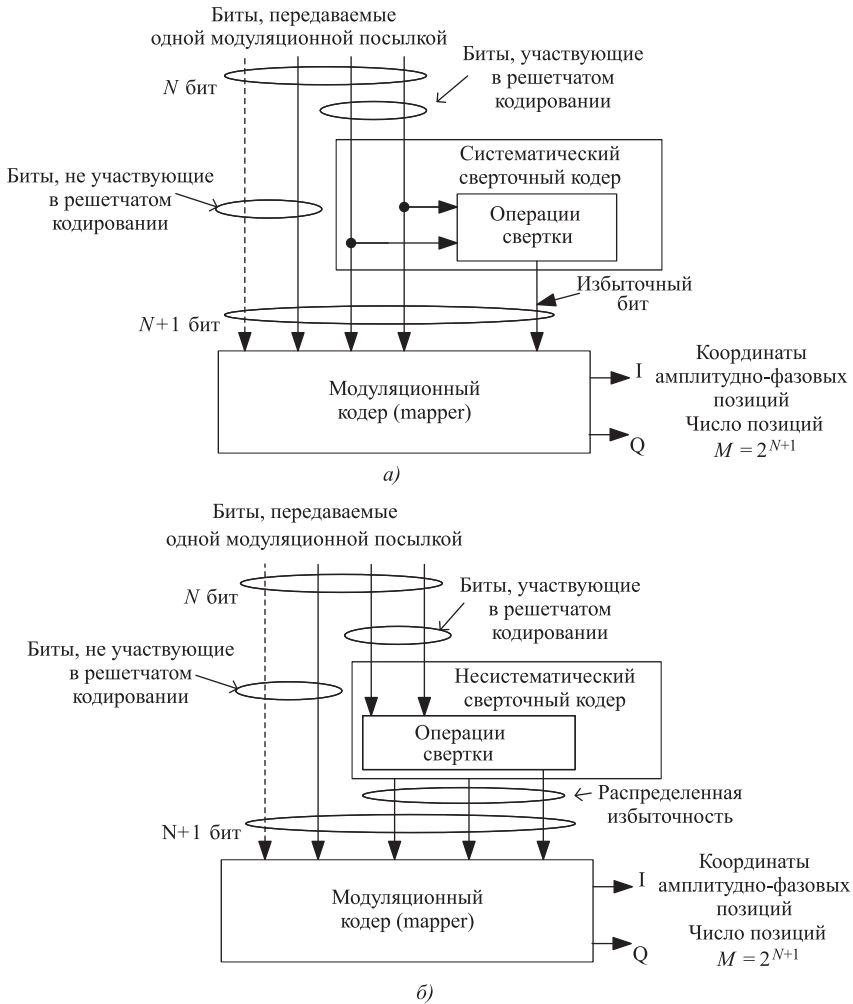 Биты, передаваемые
одной модуляционной посылкой
N бит
Биты, участвующие
в решетчатом
кодировании
Биты, не участвующие
в решетчатом
кодировании
Систематический
сверточный кодер
Операции
свертки
Избыточный
бит
N+1 бит
Модуляционный
кодер (mapper)
I
Q
Координаты
амплитудно-фазовых
позиций
Число позиций
M = 2^{N+1}
а)
Биты, передаваемые
одной модуляционной посылкой
N бит
Биты, участвующие
в решетчатом
кодировании
Биты, не участвующие
в решетчатом
кодировании
Несистематический
сверточный кодер
Операции
свертки
Распределенная
избыточность
N+1 бит
Модуляционный
кодер (mapper)
I
Q
Координаты
амплитудно-фазовых
позиций
Число позиций
M = 2^{N+1}
б)